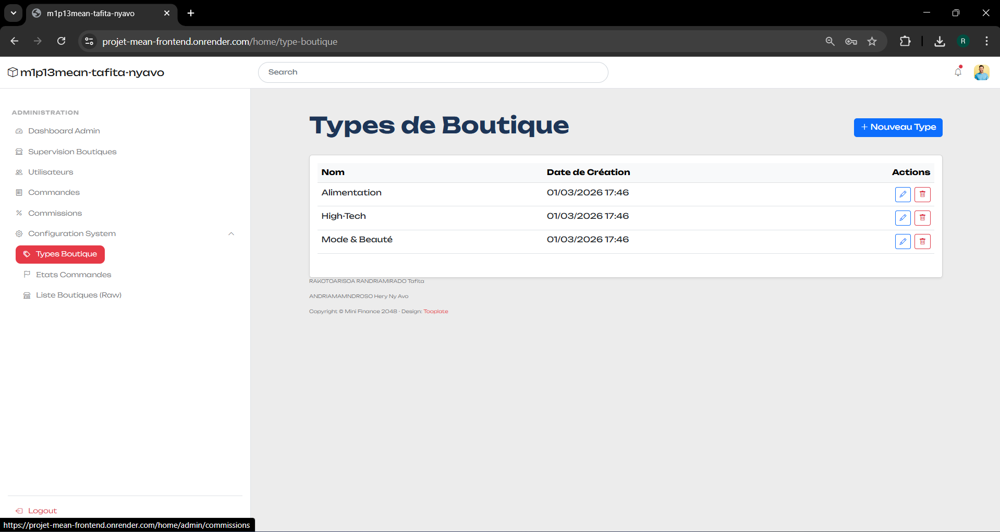 m1p13mean-tafita-nyavo
projet-mean-frontend.onrender.com/home/type-boutique
R
m1p13mean-tafita-nyavo
Search
ADMINISTRATION
Dashboard Admin
Supervision Boutiques
Utilisateurs
Commandes
Commissions
Configuration System
Types Boutique
Etats Commandes
Liste Boutiques (Raw)
Logout
https://projet-mean-frontend.onrender.com/home/admin/commissions
Types de Boutique
+ Nouveau Type
Nom Date de Création Actions
Alimentation 01/03/2026 17:46
High-Tech 01/03/2026 17:46
Mode & Beauté 01/03/2026 17:46
RAKOTOARISOA RANDRIAMIRADO Tafita
ANDRIAMAMNDROSO Hery Ny Avo
Copyright © Mini Finance 2048 - Design: Tooplate